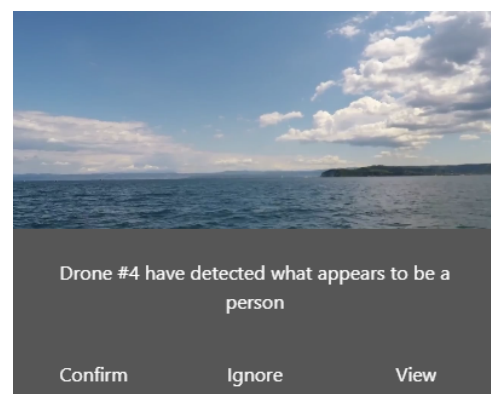 Drone #4 have detected what appears to be a
person
Confirm
Ignore
View